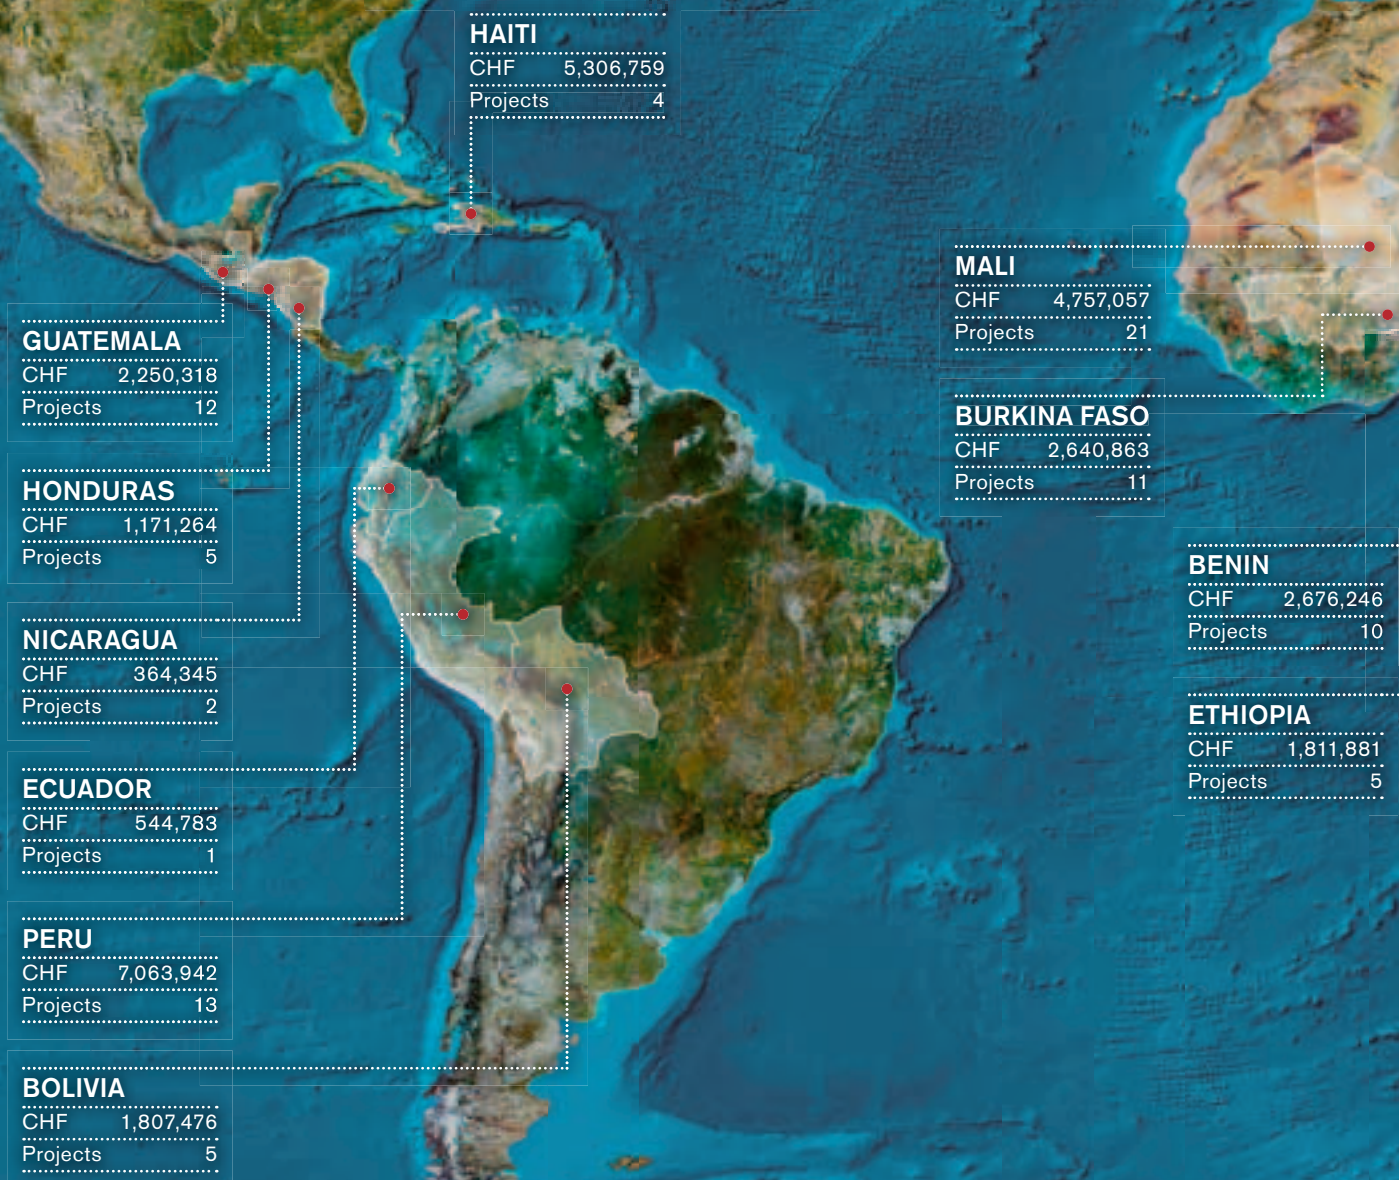 HAITI
CHF 5,306,759
Projects 4
MALI
CHF 4,757,057
Projects 21
GUATEMALA
CHF 2,250,318
Projects 12
BURKINA FASO
CHF 2,640,863
Projects 11
HONDURAS
CHF 1,171,264
Projects 5
BENIN
CHF 2,676,246
Projects 10
NICARAGUA
CHF 364,345
Projects 2
ETHIOPIA
CHF 1,811,881
Projects 5
ECUADOR
CHF 544,783
Projects 1
PERU
CHF 7,063,942
Projects 13
BOLIVIA
CHF 1,807,476
Projects 5